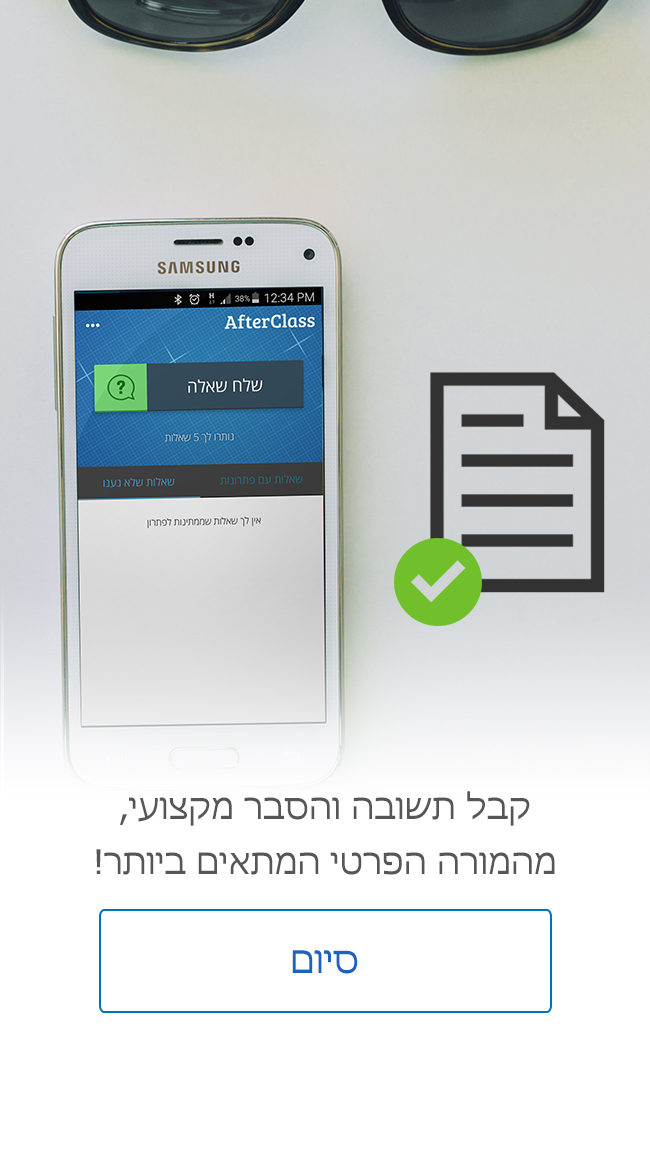 SAMSUNG
H
38%
12:34 PM
AfterClass
שלח שאלה
נותרו לך 5 שאלות
שאלות עם פתרונות
שאלות שלא נענו
אין לך שאלות שממתינות לפתרון
קבל תשובה והסבר מקצועי,
מהמורה הפרטי המתאים ביותר!
סיום